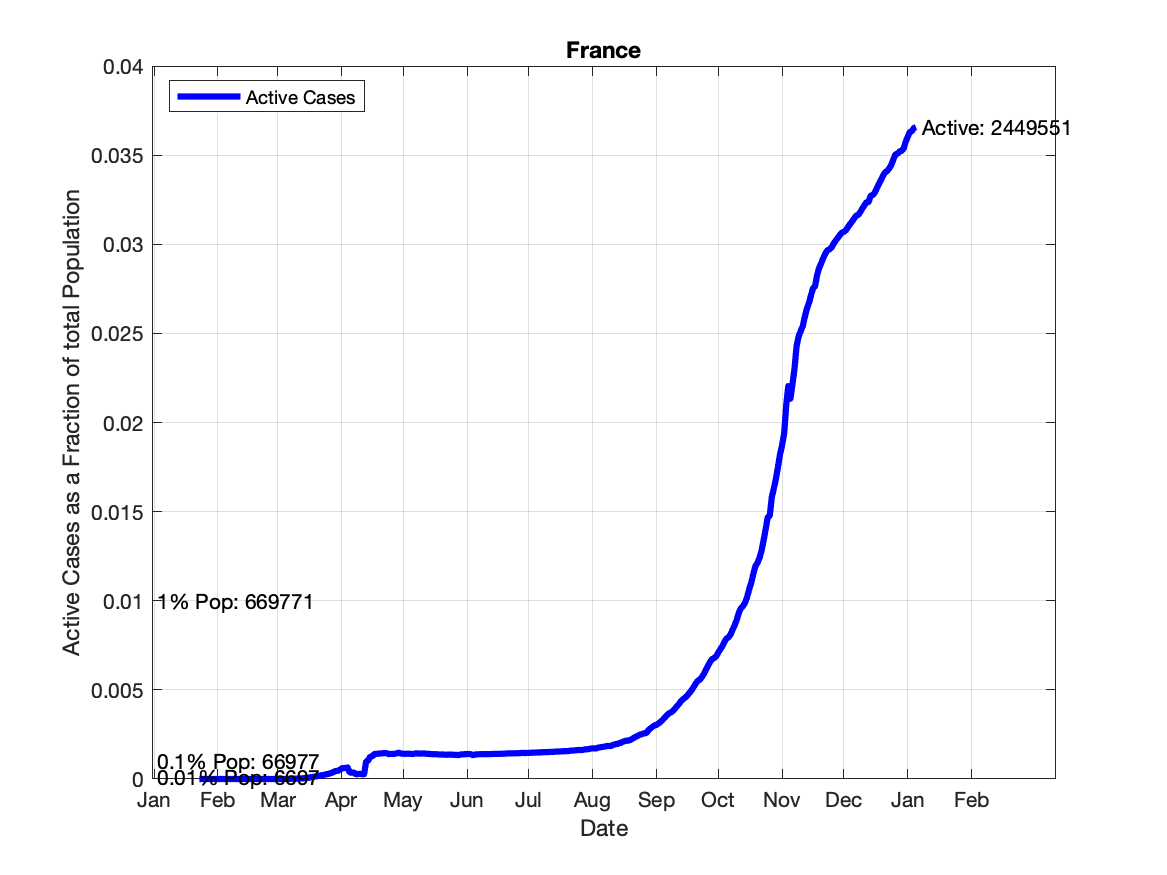 France
Active Cases
Active: 2449551
1% Pop: 669771
0.1% Pop: 66977
0.01% Pop: 6697
0.04
0.035
0.03
0.025
0.02
0.015
0.01
0.005
0
Active Cases as a Fraction of total Population
Jan Feb Mar Apr May Jun Jul Aug Sep Oct Nov Dec Jan Feb
Date